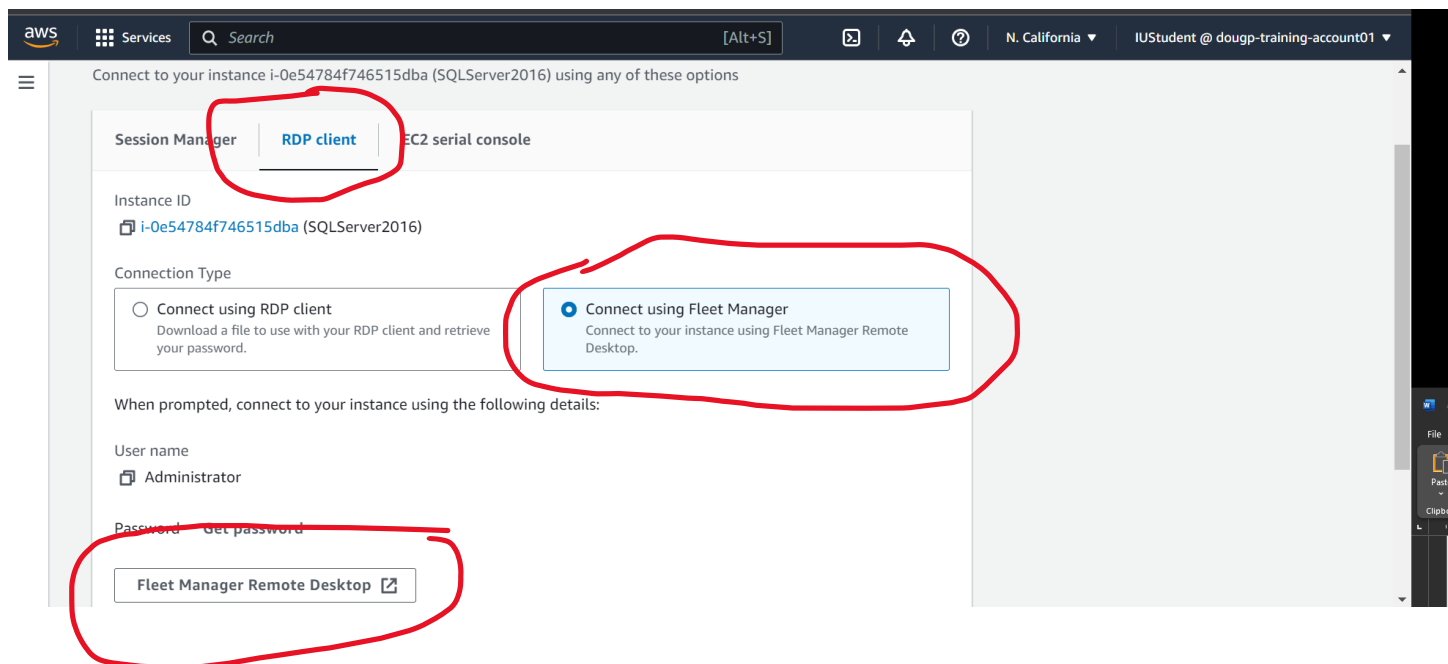 aws
Services
Search
[Alt+S]
N. California
IUStudent @ dougp-training-account01
Connect to your instance i-0e54784f746515dba (SQLServer2016) using any of these options
Session Manager
RDP client
EC2 serial console
Instance ID
i-0e54784f746515dba (SQLServer2016)
Connection Type
Connect using RDP client
Download a file to use with your RDP client and retrieve
your password.
Connect using Fleet Manager
Connect to your instance using Fleet Manager Remote
Desktop.
When prompted, connect to your instance using the following details:
User name
Administrator
Password Get password
Fleet Manager Remote Desktop
File